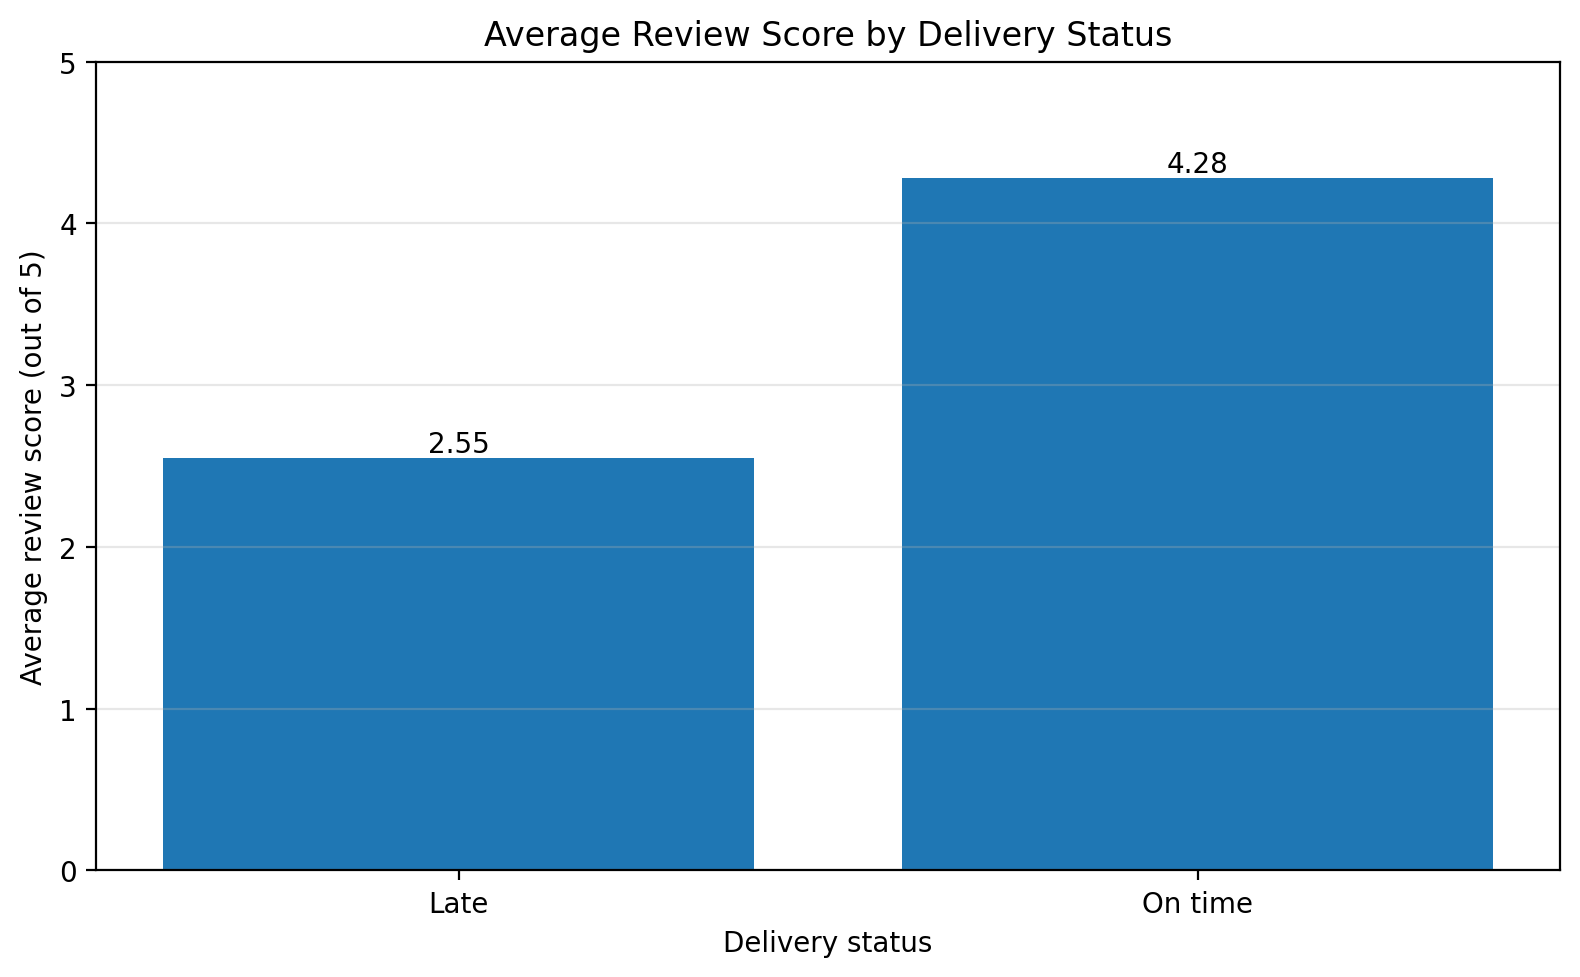 Average Review Score by Delivery Status
Average review score (out of 5)
5
4
3
2
1
0
2.55
4.28
Late
On time
Delivery status